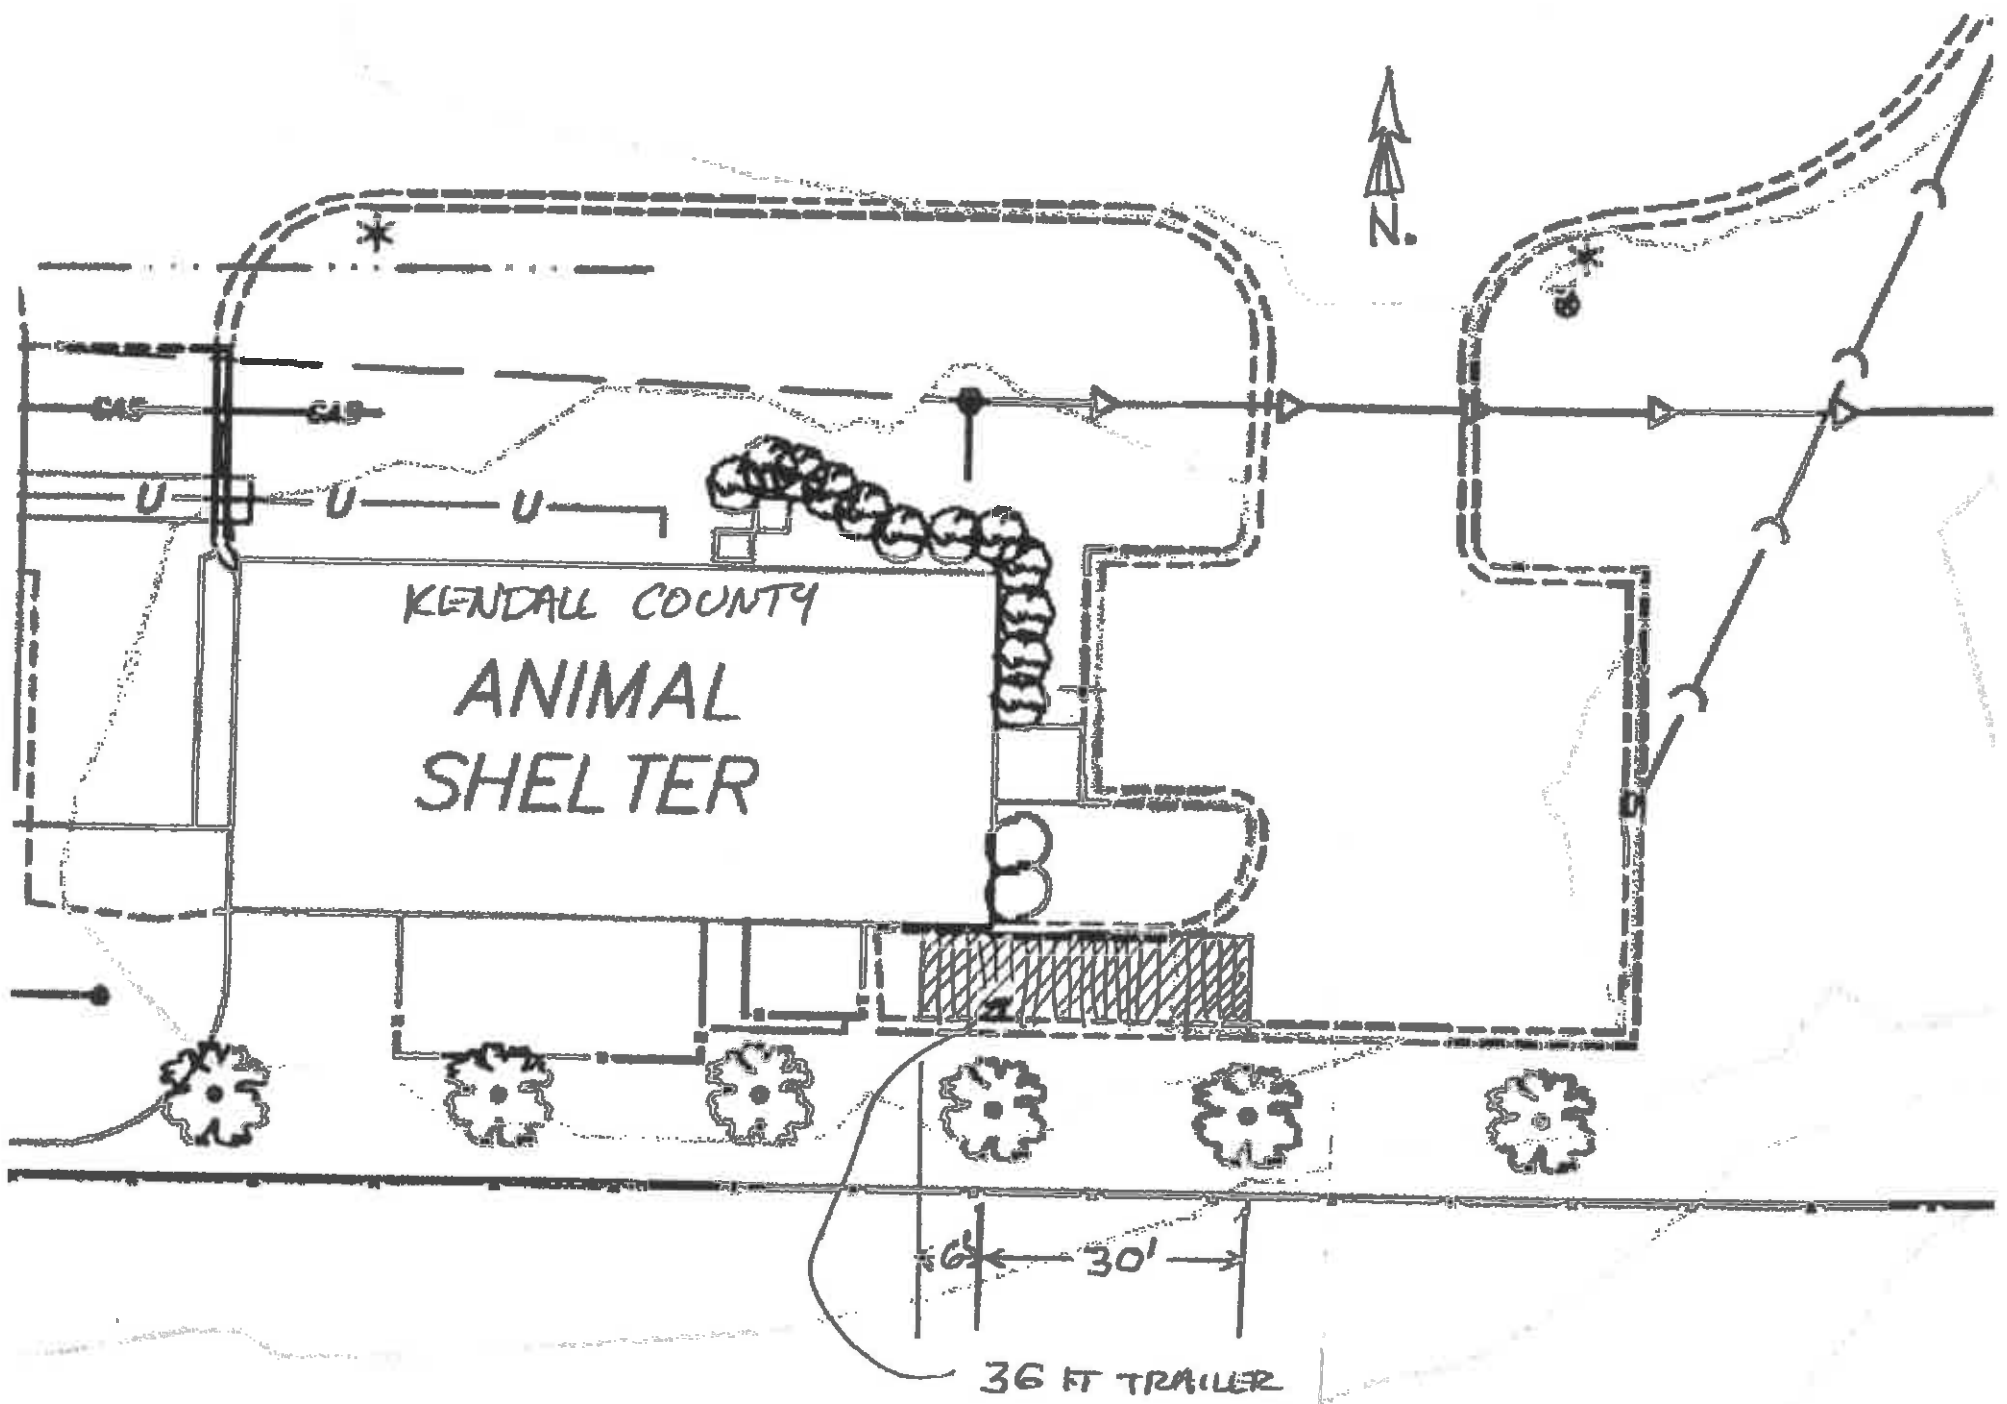 N.
GAS GAS
U U U
KENDALL COUNTY
ANIMAL
SHELTER
6' 30'
36 FT TRAILER